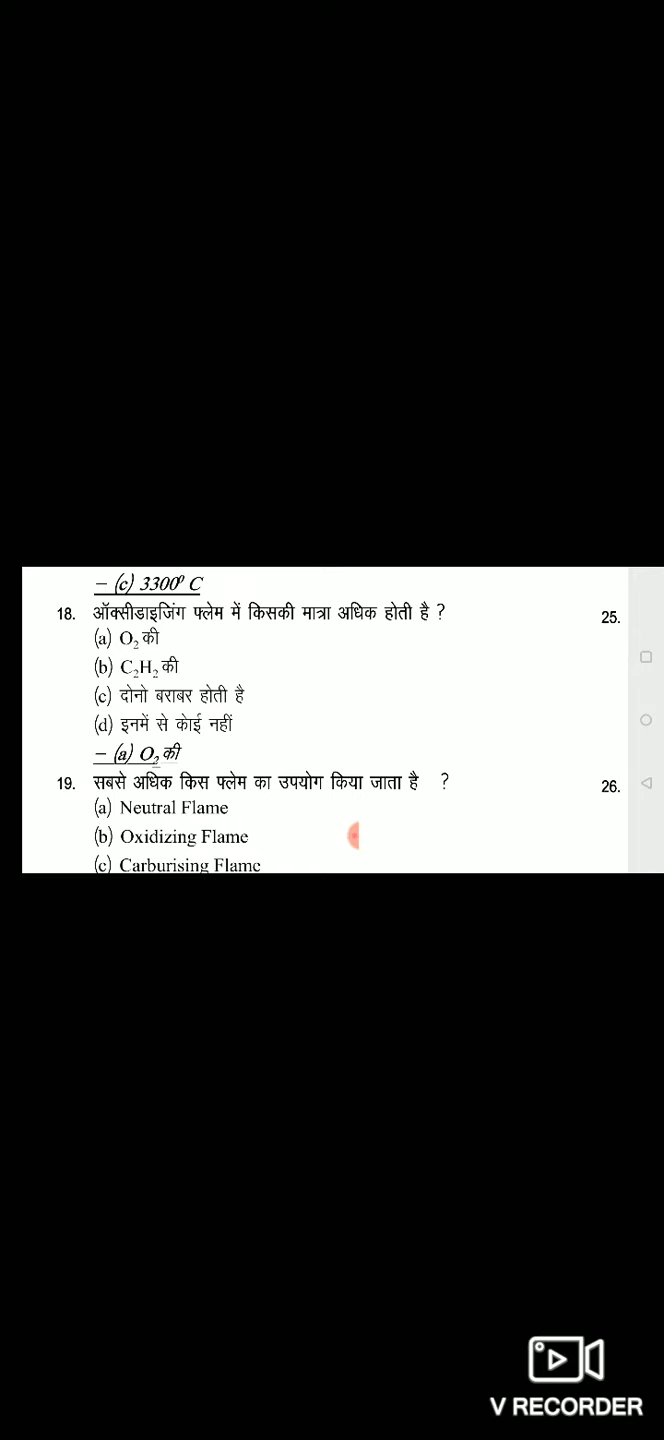 – (c) 3300⁰ C
18. ऑक्सीडाइजिंग फ्लेम में किसकी मात्रा अधिक होती है ?
25.
(a) O₂ की
(b) C₂H₂ की
(c) दोनो बराबर होती है
(d) इनमें से कोई नहीं
– (a) O₂ की
19. सबसे अधिक किस फ्लेम का उपयोग किया जाता है ?
26.
(a) Neutral Flame
(b) Oxidizing Flame
(c) Carburising Flame
V RECORDER